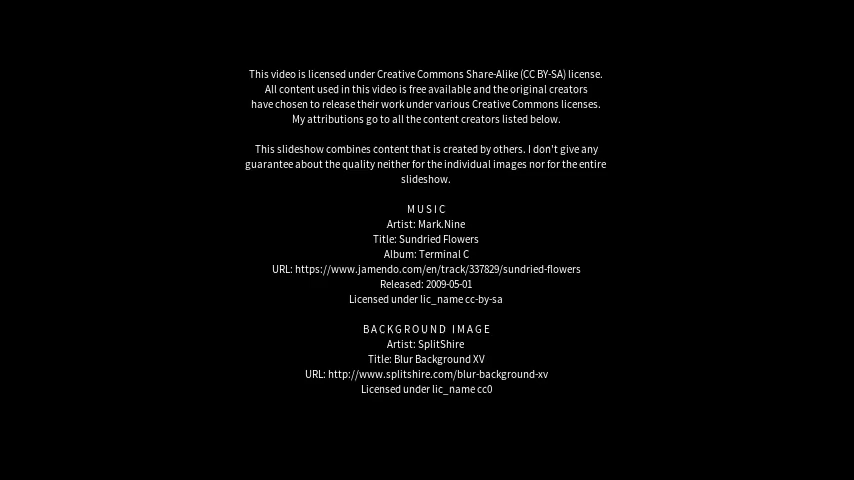 This video is licensed under Creative Commons Share-Alike (CC BY-SA) license.
All content used in this video is free available and the original creators
have chosen to release their work under various Creative Commons licenses.
My attributions go to all the content creators listed below.
This slideshow combines content that is created by others. I don't give any
guarantee about the quality neither for the individual images nor for the entire
slideshow.
MUSIC
Artist: Mark.Nine
Title: Sundried Flowers
Album: Terminal C
URL: https://www.jamendo.com/en/track/337829/sundried-flowers
Released: 2009-05-01
Licensed under lic_name cc-by-sa
BACKGROUND IMAGE
Artist: SplitShire
Title: Blur Background XV
URL: http://www.splitshire.com/blur-background-xv
Licensed under lic_name cc0